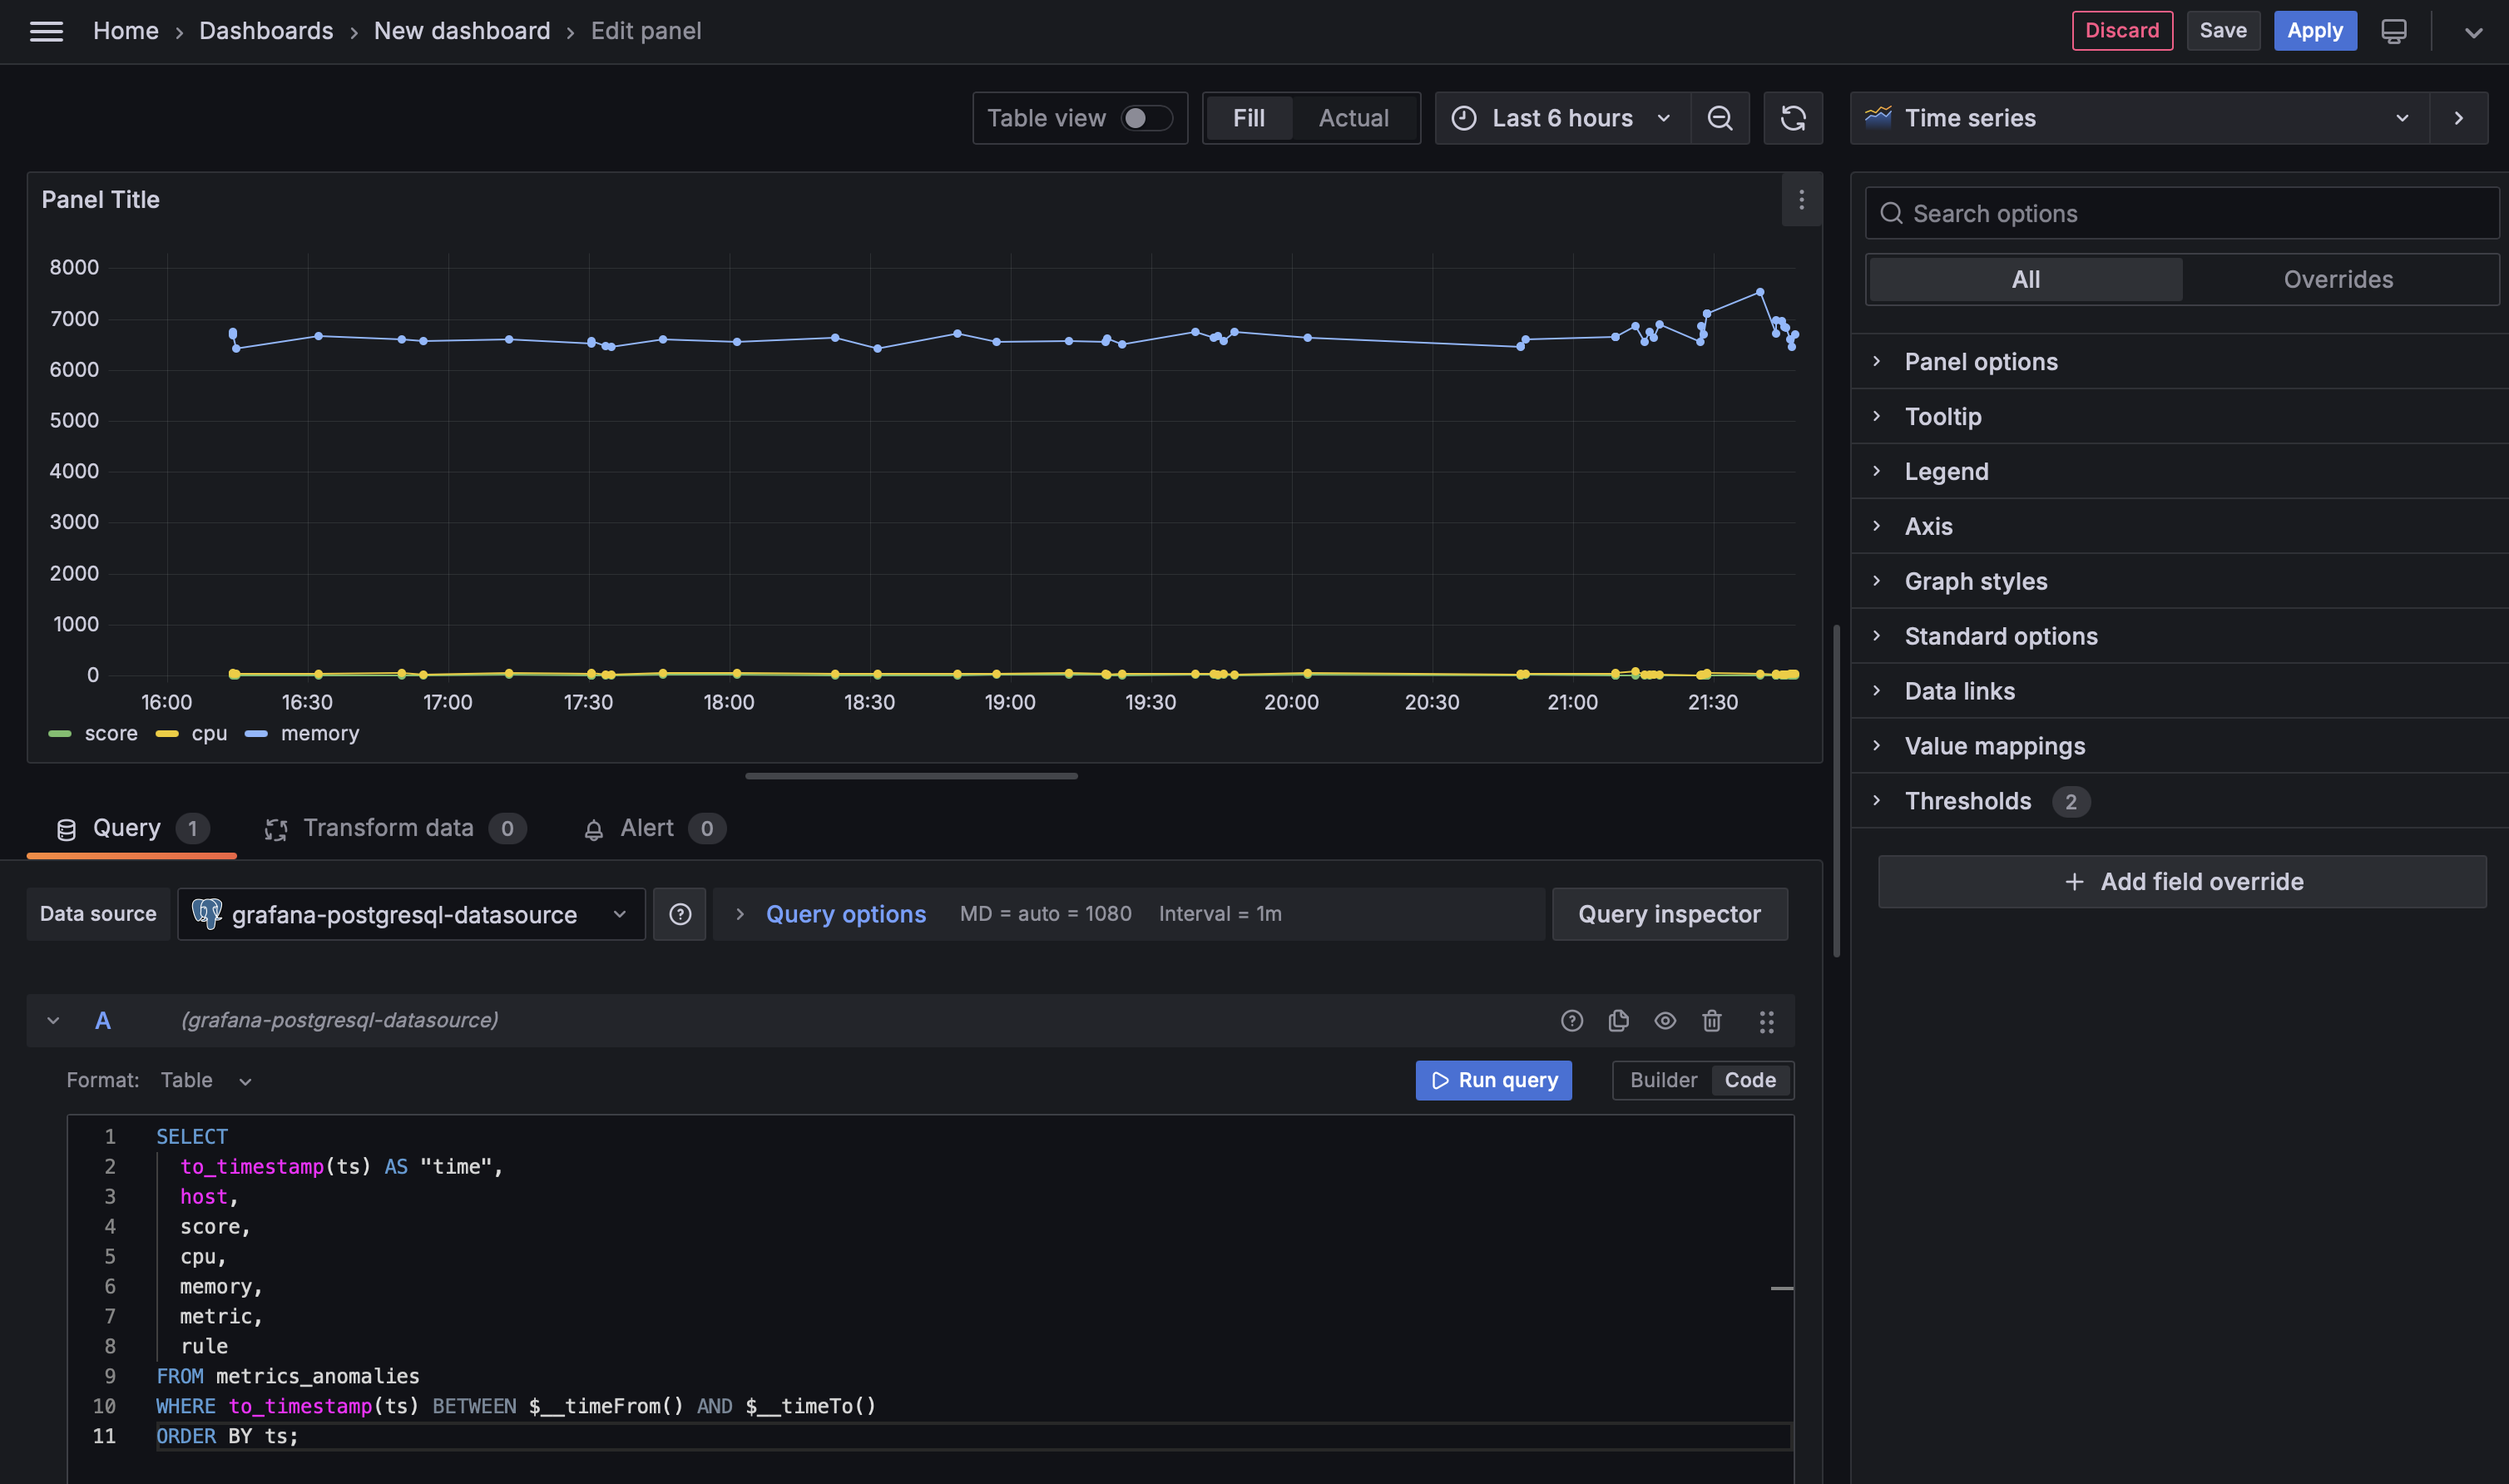 Home › Dashboards › New dashboard › Edit panel
Discard Save Apply
Table view Fill Actual Last 6 hours Time series
Panel Title
8000
7000
6000
5000
4000
3000
2000
1000
0
16:00 16:30 17:00 17:30 18:00 18:30 19:00 19:30 20:00 20:30 21:00 21:30
score cpu memory
Search options
All Overrides
Panel options
Tooltip
Legend
Axis
Graph styles
Standard options
Data links
Value mappings
Thresholds 2
+ Add field override
Query 1 Transform data 0 Alert 0
Data source grafana-postgresql-datasource Query options MD = auto = 1080 Interval = 1m Query inspector
A (grafana-postgresql-datasource)
Format: Table Run query Builder Code
1 SELECT
2 to_timestamp(ts) AS "time",
3 host,
4 score,
5 cpu,
6 memory,
7 metric,
8 rule
9 FROM metrics_anomalies
10 WHERE to_timestamp(ts) BETWEEN $__timeFrom() AND $__timeTo()
11 ORDER BY ts;